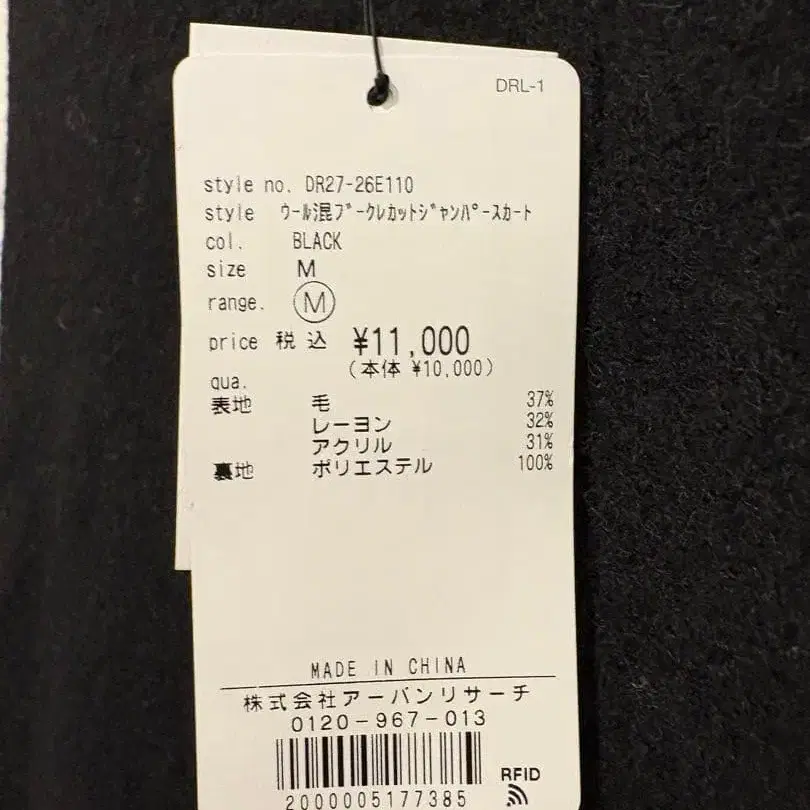 DRL-1
style no. DR27-26E110
style ｳｰﾙ混ﾌﾞｰｸﾚｶｯﾄｼﾞｬﾝﾊﾟｰｽｶｰﾄ
col. BLACK
size M
range. Ⓜ
price 税込 ¥11,000
(本体 ¥10,000)
qua.
表地 毛 37%
レーヨン 32%
アクリル 31%
裏地 ポリエステル 100%
MADE IN CHINA
株式会社アーバンリサーチ
0120-967-013
RFID
2000005177385